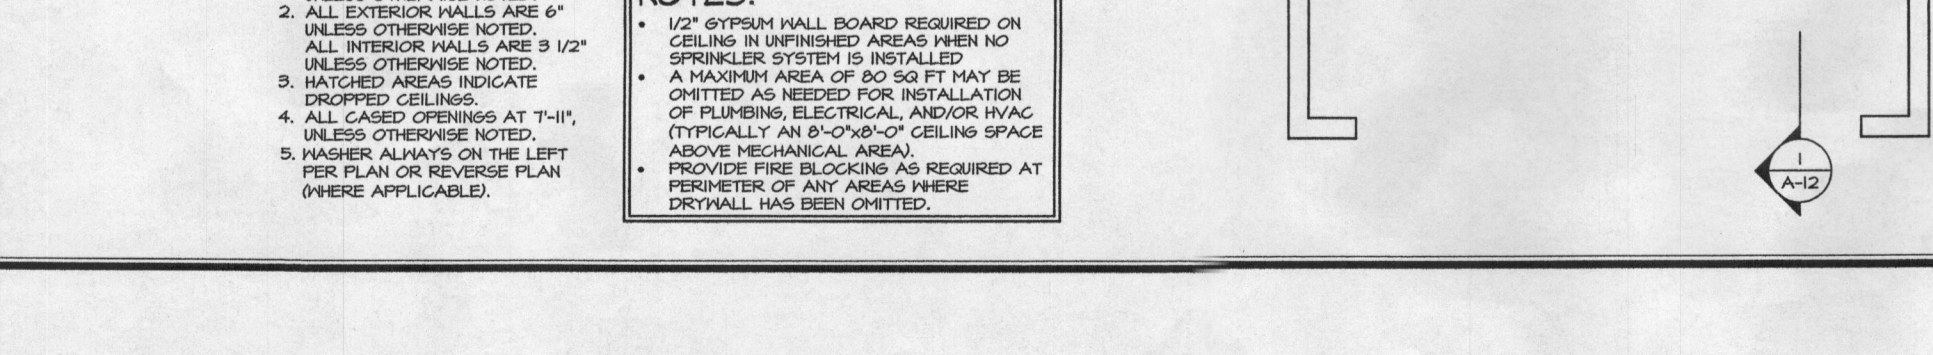 2. ALL EXTERIOR WALLS ARE 6"
UNLESS OTHERWISE NOTED.
ALL INTERIOR WALLS ARE 3 1/2"
UNLESS OTHERWISE NOTED.
3. HATCHED AREAS INDICATE
DROPPED CEILINGS.
4. ALL CASED OPENINGS AT 7'-11",
UNLESS OTHERWISE NOTED.
5. WASHER ALWAYS ON THE LEFT
PER PLAN OR REVERSE PLAN
(WHERE APPLICABLE).
NOTES:
• 1/2" GYPSUM WALL BOARD REQUIRED ON
CEILING IN UNFINISHED AREAS WHEN NO
SPRINKLER SYSTEM IS INSTALLED
• A MAXIMUM AREA OF 80 SQ FT MAY BE
OMITTED AS NEEDED FOR INSTALLATION
OF PLUMBING, ELECTRICAL, AND/OR HVAC
(TYPICALLY AN 8'-0"x8'-0" CEILING SPACE
ABOVE MECHANICAL AREA).
• PROVIDE FIRE BLOCKING AS REQUIRED AT
PERIMETER OF ANY AREAS WHERE
DRYWALL HAS BEEN OMITTED.
1
A-12